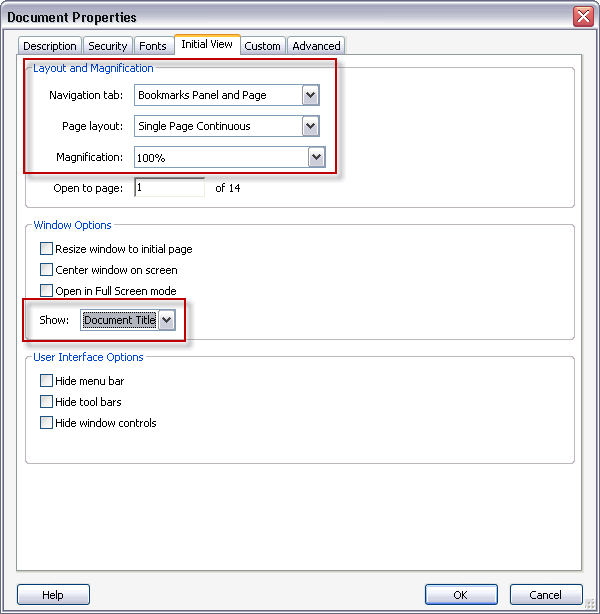 Document Properties
Description Security Fonts Initial View Custom Advanced
Layout and Magnification
Navigation tab: Bookmarks Panel and Page
Page layout: Single Page Continuous
Magnification: 100%
Open to page: 1 of 14
Window Options
Resize window to initial page
Center window on screen
Open in Full Screen mode
Show: Document Title
User Interface Options
Hide menu bar
Hide tool bars
Hide window controls
Help OK Cancel